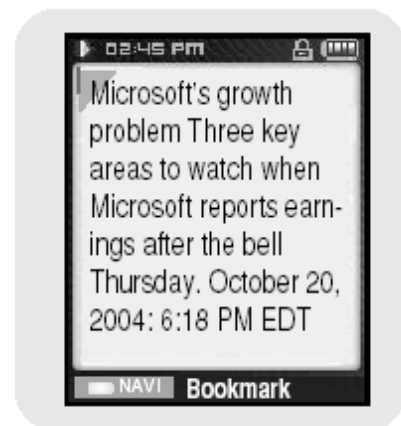 02:45 PM
Microsoft's growth
problem Three key
areas to watch when
Microsoft reports earn-
ings after the bell
Thursday. October 20,
2004: 6:18 PM EDT
NAVI Bookmark